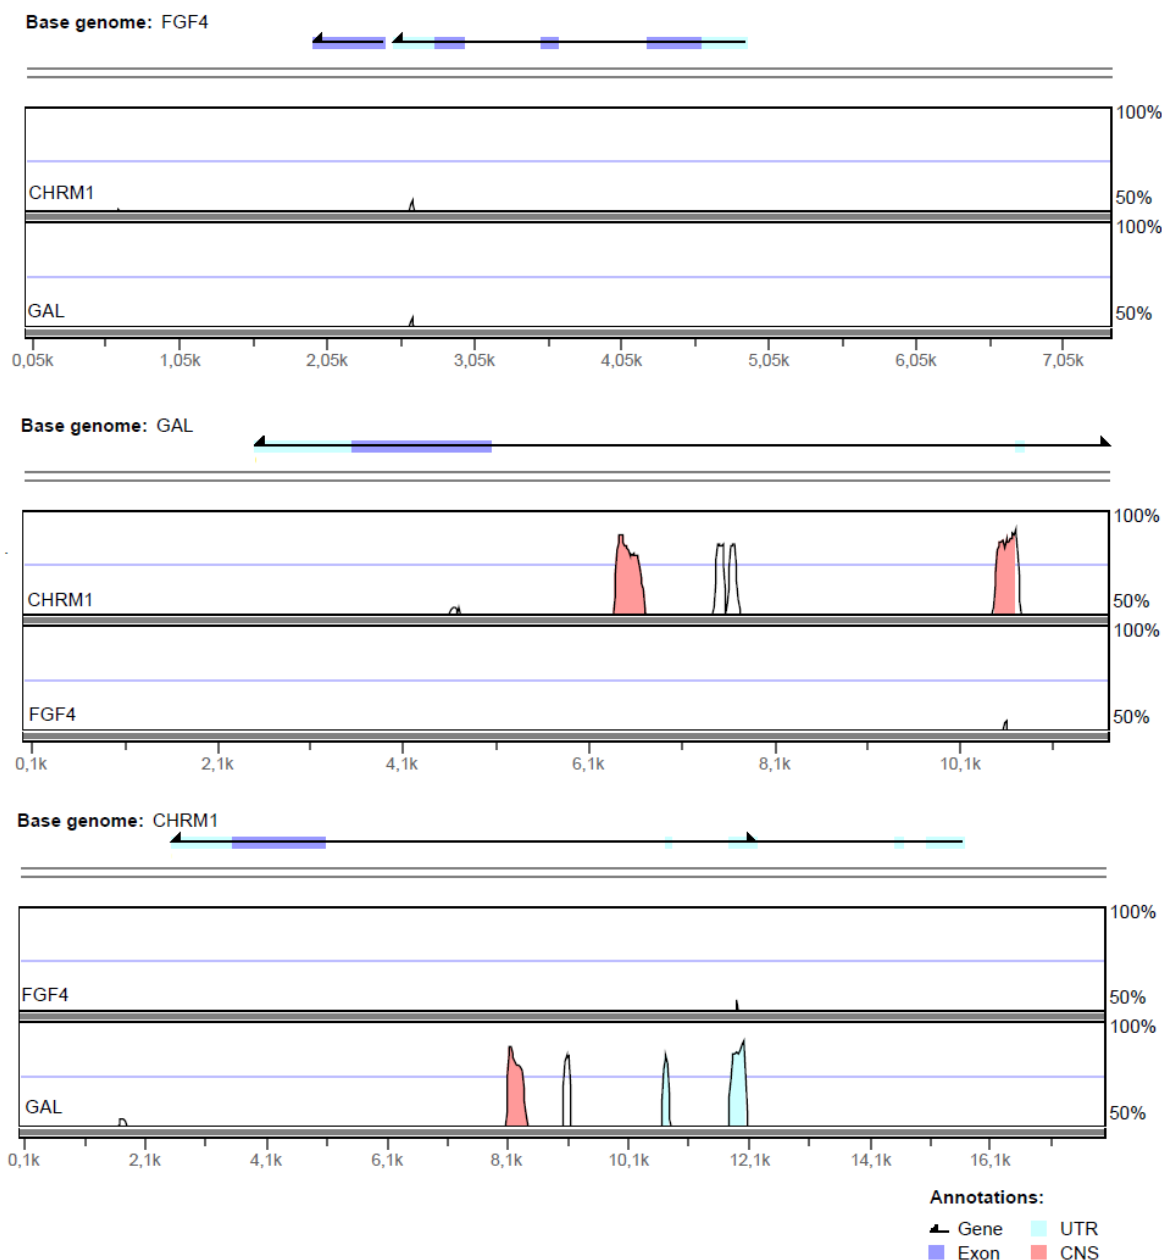 Base genome: FGF4
100%
CHRM1
50%
100%
GAL
50%
0,05k 1,05k 2,05k 3,05k 4,05k 5,05k 6,05k 7,05k
Base genome: GAL
100%
CHRM1
50%
100%
FGF4
50%
0,1k 2,1k 4,1k 6,1k 8,1k 10,1k
Base genome: CHRM1
100%
FGF4
50%
100%
GAL
50%
0,1k 2,1k 4,1k 6,1k 8,1k 10,1k 12,1k 14,1k 16,1k
Annotations:
Gene UTR
Exon CNS